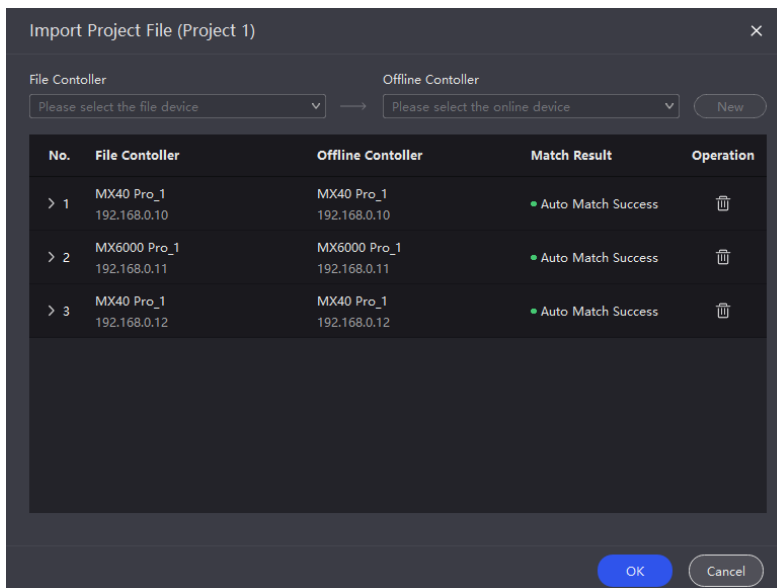 Import Project File (Project 1)
File Contoller
Offline Contoller
Please select the file device
Please select the online device
New
No. File Contoller Offline Contoller Match Result Operation
1 MX40 Pro_1 MX40 Pro_1 Auto Match Success
192.168.0.10 192.168.0.10
2 MX6000 Pro_1 MX6000 Pro_1 Auto Match Success
192.168.0.11 192.168.0.11
3 MX40 Pro_1 MX40 Pro_1 Auto Match Success
192.168.0.12 192.168.0.12
OK Cancel